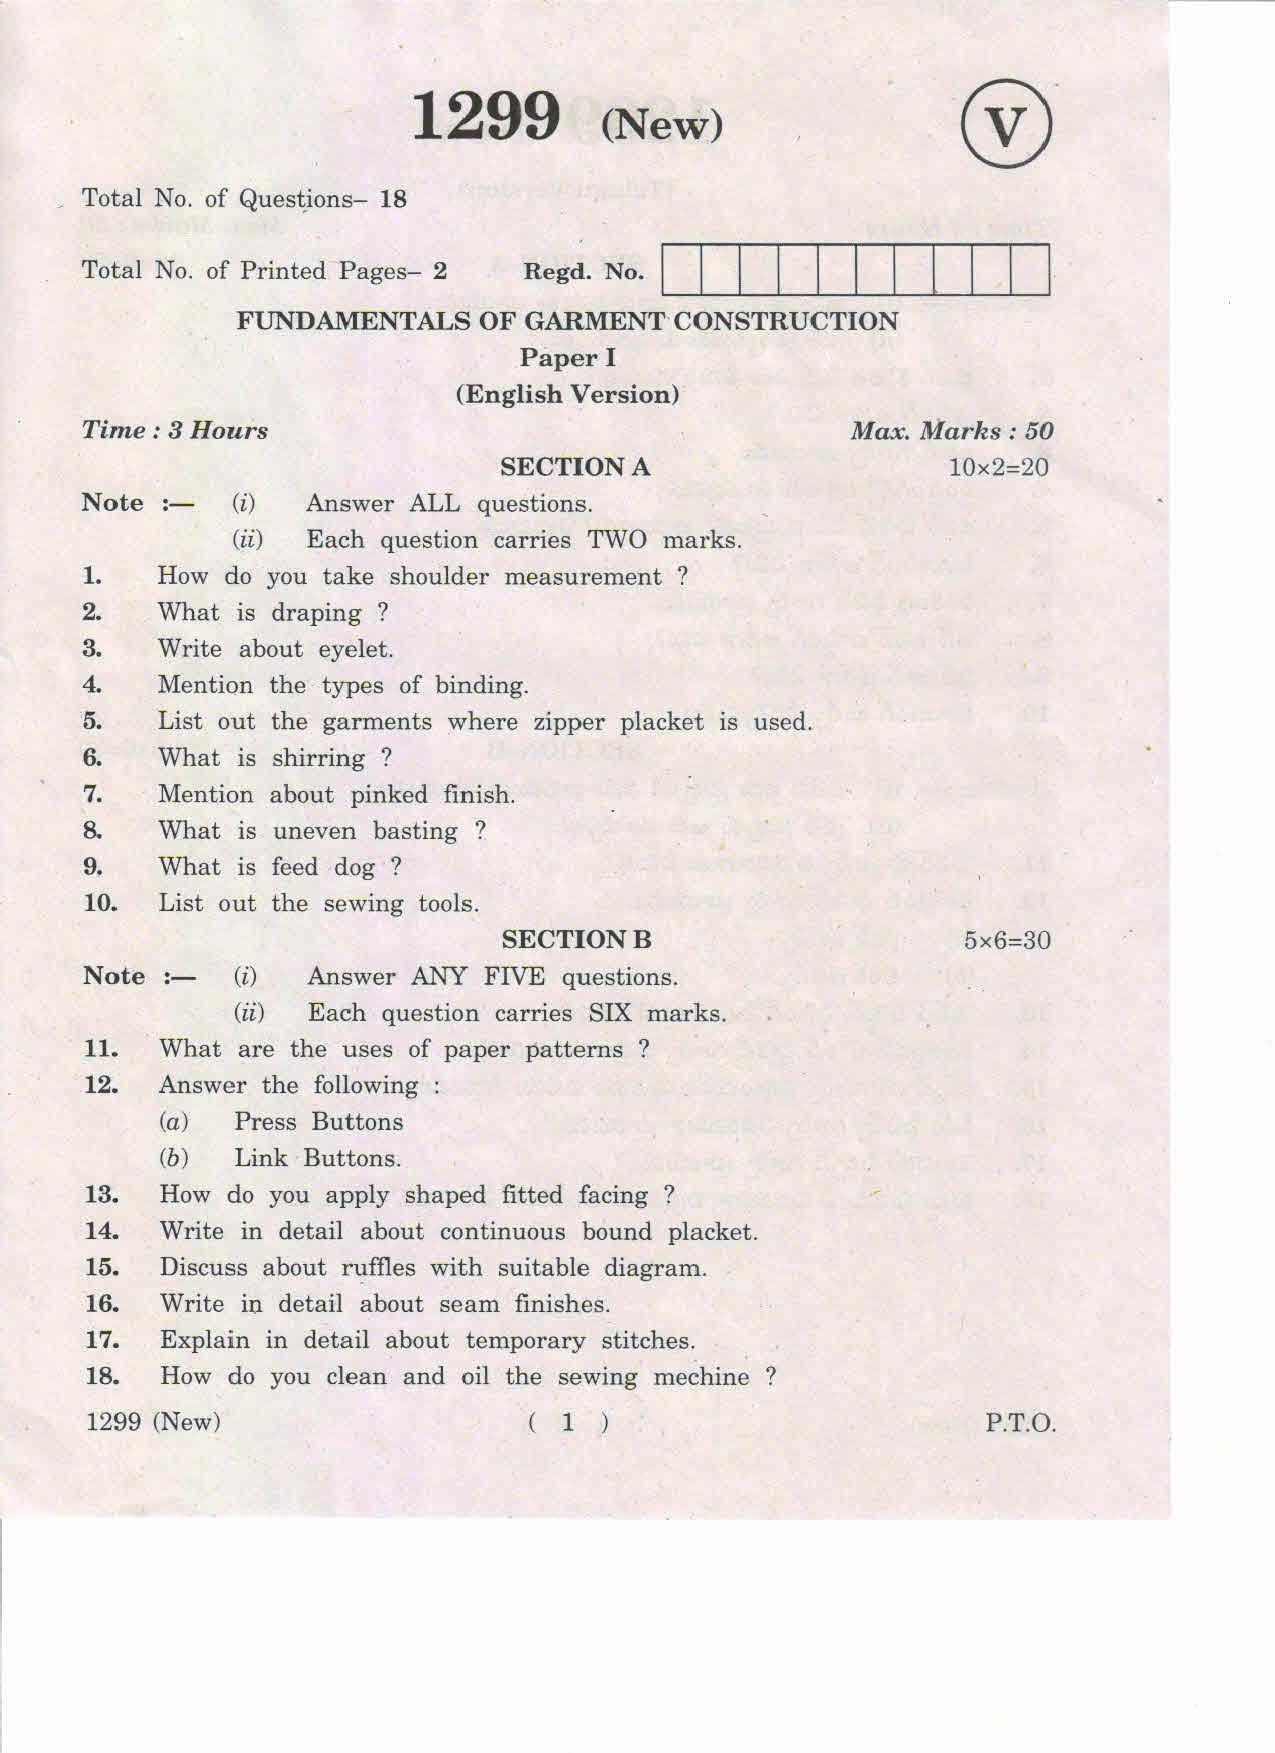 1299 (New)
V
Total No. of Questions– 18
Total No. of Printed Pages– 2 Regd. No.
FUNDAMENTALS OF GARMENT CONSTRUCTION
Paper I
(English Version)
Time : 3 Hours Max. Marks : 50
SECTION A 10×2=20
Note :— (i) Answer ALL questions.
(ii) Each question carries TWO marks.
1. How do you take shoulder measurement ?
2. What is draping ?
3. Write about eyelet.
4. Mention the types of binding.
5. List out the garments where zipper placket is used.
6. What is shirring ?
7. Mention about pinked finish.
8. What is uneven basting ?
9. What is feed dog ?
10. List out the sewing tools.
SECTION B 5×6=30
Note :— (i) Answer ANY FIVE questions.
(ii) Each question carries SIX marks.
11. What are the uses of paper patterns ?
12. Answer the following :
(a) Press Buttons
(b) Link Buttons.
13. How do you apply shaped fitted facing ?
14. Write in detail about continuous bound placket.
15. Discuss about ruffles with suitable diagram.
16. Write in detail about seam finishes.
17. Explain in detail about temporary stitches.
18. How do you clean and oil the sewing mechine ?
1299 (New) ( 1 ) P.T.O.